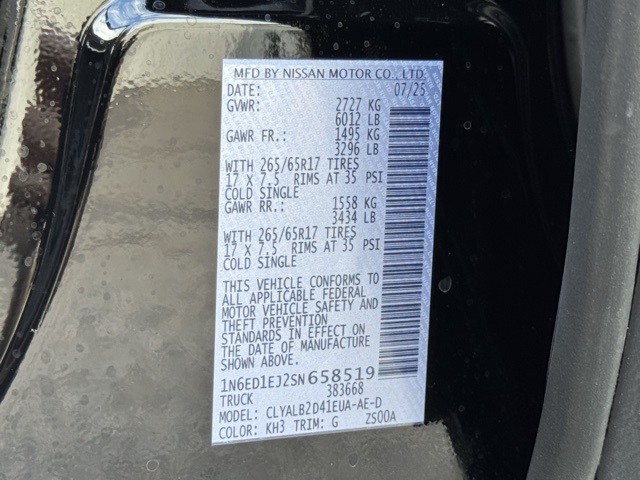 MFD BY NISSAN MOTOR CO., LTD.
DATE: 07/25
GVWR: 2727 KG
6012 LB
GAWR FR.: 1495 KG
3296 LB
WITH 265/65R17 TIRES
17 X 7.5 RIMS AT 35 PSI
COLD SINGLE
GAWR RR.: 1558 KG
3434 LB
WITH 265/65R17 TIRES
17 X 7.5 RIMS AT 35 PSI
COLD SINGLE
THIS VEHICLE CONFORMS TO
ALL APPLICABLE FEDERAL
MOTOR VEHICLE SAFETY AND
THEFT PREVENTION
STANDARDS IN EFFECT ON
THE DATE OF MANUFACTURE
SHOWN ABOVE.
1N6ED1EJ2SN658519
TRUCK 383668
MODEL: CLYALB2D41EUA-AE-D
COLOR: KH3 TRIM: G ZS00A